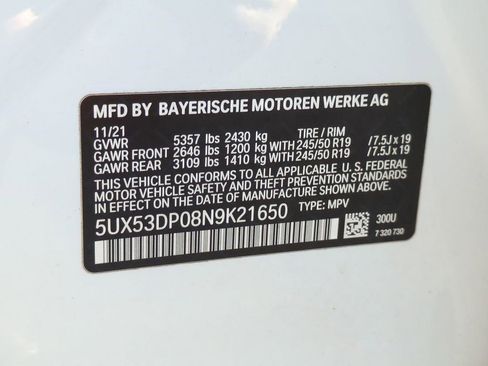 MFD BY BAYERISCHE MOTOREN WERKE AG
11/21 TIRE / RIM
GVWR 5357 lbs 2430 kg
GAWR FRONT 2646 lbs 1200 kg WITH 245/50 R19 /7.5J x 19
GAWR REAR 3109 lbs 1410 kg WITH 245/50 R19 /7.5J x 19
THIS VEHICLE CONFORMS TO ALL APPLICABLE U.S. FEDERAL
MOTOR VEHICLE SAFETY AND THEFT PREVENTION STANDARDS
IN EFFECT ON THE DATE OF MANUFACTURE SHOWN ABOVE.
5UX53DP08N9K21650 TYPE: MPV
300U
7 320 730